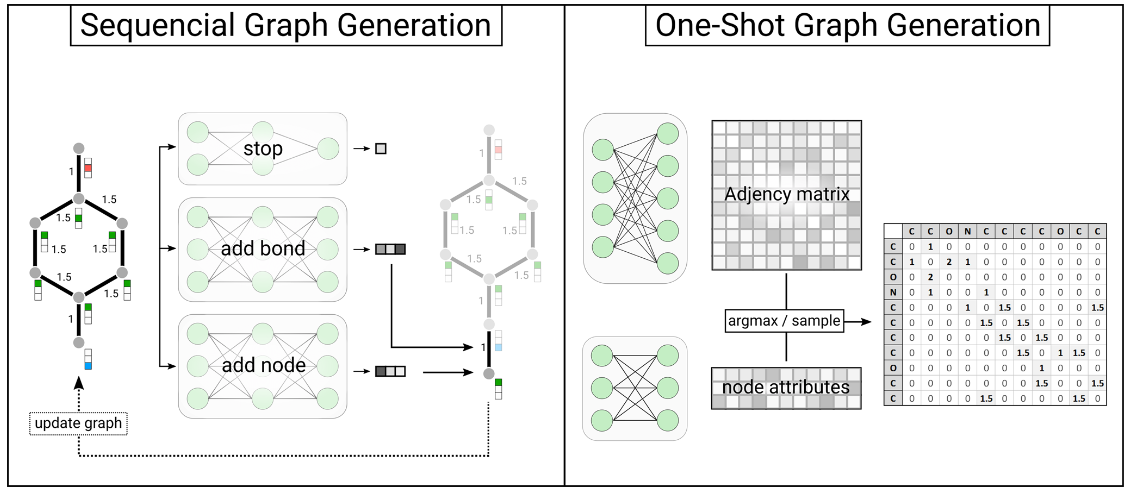 Sequencial Graph Generation
1
1.5
1.5
1.5
1.5
1.5
1.5
1
update graph
stop
add bond
add node
1
1.5
1.5
1.5
1.5
1.5
1.5
1
1
One-Shot Graph Generation
Adjency matrix
argmax / sample
node attributes
C C O N C C C C O C C
C 0 1 0 0 0 0 0 0 0 0 0
C 1 0 2 1 0 0 0 0 0 0 0
O 0 2 0 0 0 0 0 0 0 0 0
N 0 1 0 0 1 0 0 0 0 0 0
C 0 0 0 1 0 1.5 0 0 0 0 1.5
C 0 0 0 0 1.5 0 1.5 0 0 0 0
C 0 0 0 0 0 1.5 0 1.5 0 0 0
C 0 0 0 0 0 0 1.5 0 1 1.5 0
O 0 0 0 0 0 0 0 1 0 0 0
C 0 0 0 0 0 0 0 1.5 0 0 1.5
C 0 0 0 0 1.5 0 0 0 0 1.5 0